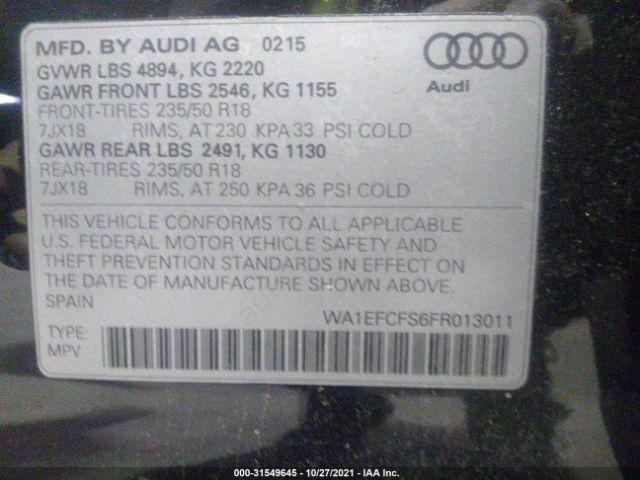 MFD. BY AUDI AG 0215
GVWR LBS 4894, KG 2220
GAWR FRONT LBS 2546, KG 1155
Audi
FRONT-TIRES 235/50 R18
7JX18 RIMS, AT 230 KPA 33 PSI COLD
GAWR REAR LBS 2491, KG 1130
REAR-TIRES 235/50 R18
7JX18 RIMS, AT 250 KPA 36 PSI COLD
THIS VEHICLE CONFORMS TO ALL APPLICABLE
U.S. FEDERAL MOTOR VEHICLE SAFETY AND
THEFT PREVENTION STANDARDS IN EFFECT ON
THE DATE OF MANUFACTURE SHOWN ABOVE.
SPAIN
WA1EFCFS6FR013011
TYPE:
MPV
000-31549645 - 10/27/2021 - IAA Inc.